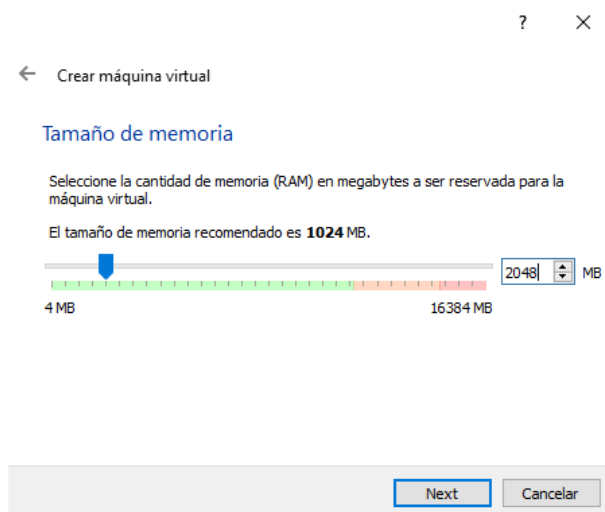 ?
Crear máquina virtual
Tamaño de memoria
Seleccione la cantidad de memoria (RAM) en megabytes a ser reservada para la
máquina virtual.
El tamaño de memoria recomendado es 1024 MB.
2048 MB
4 MB 16384 MB
Next Cancelar